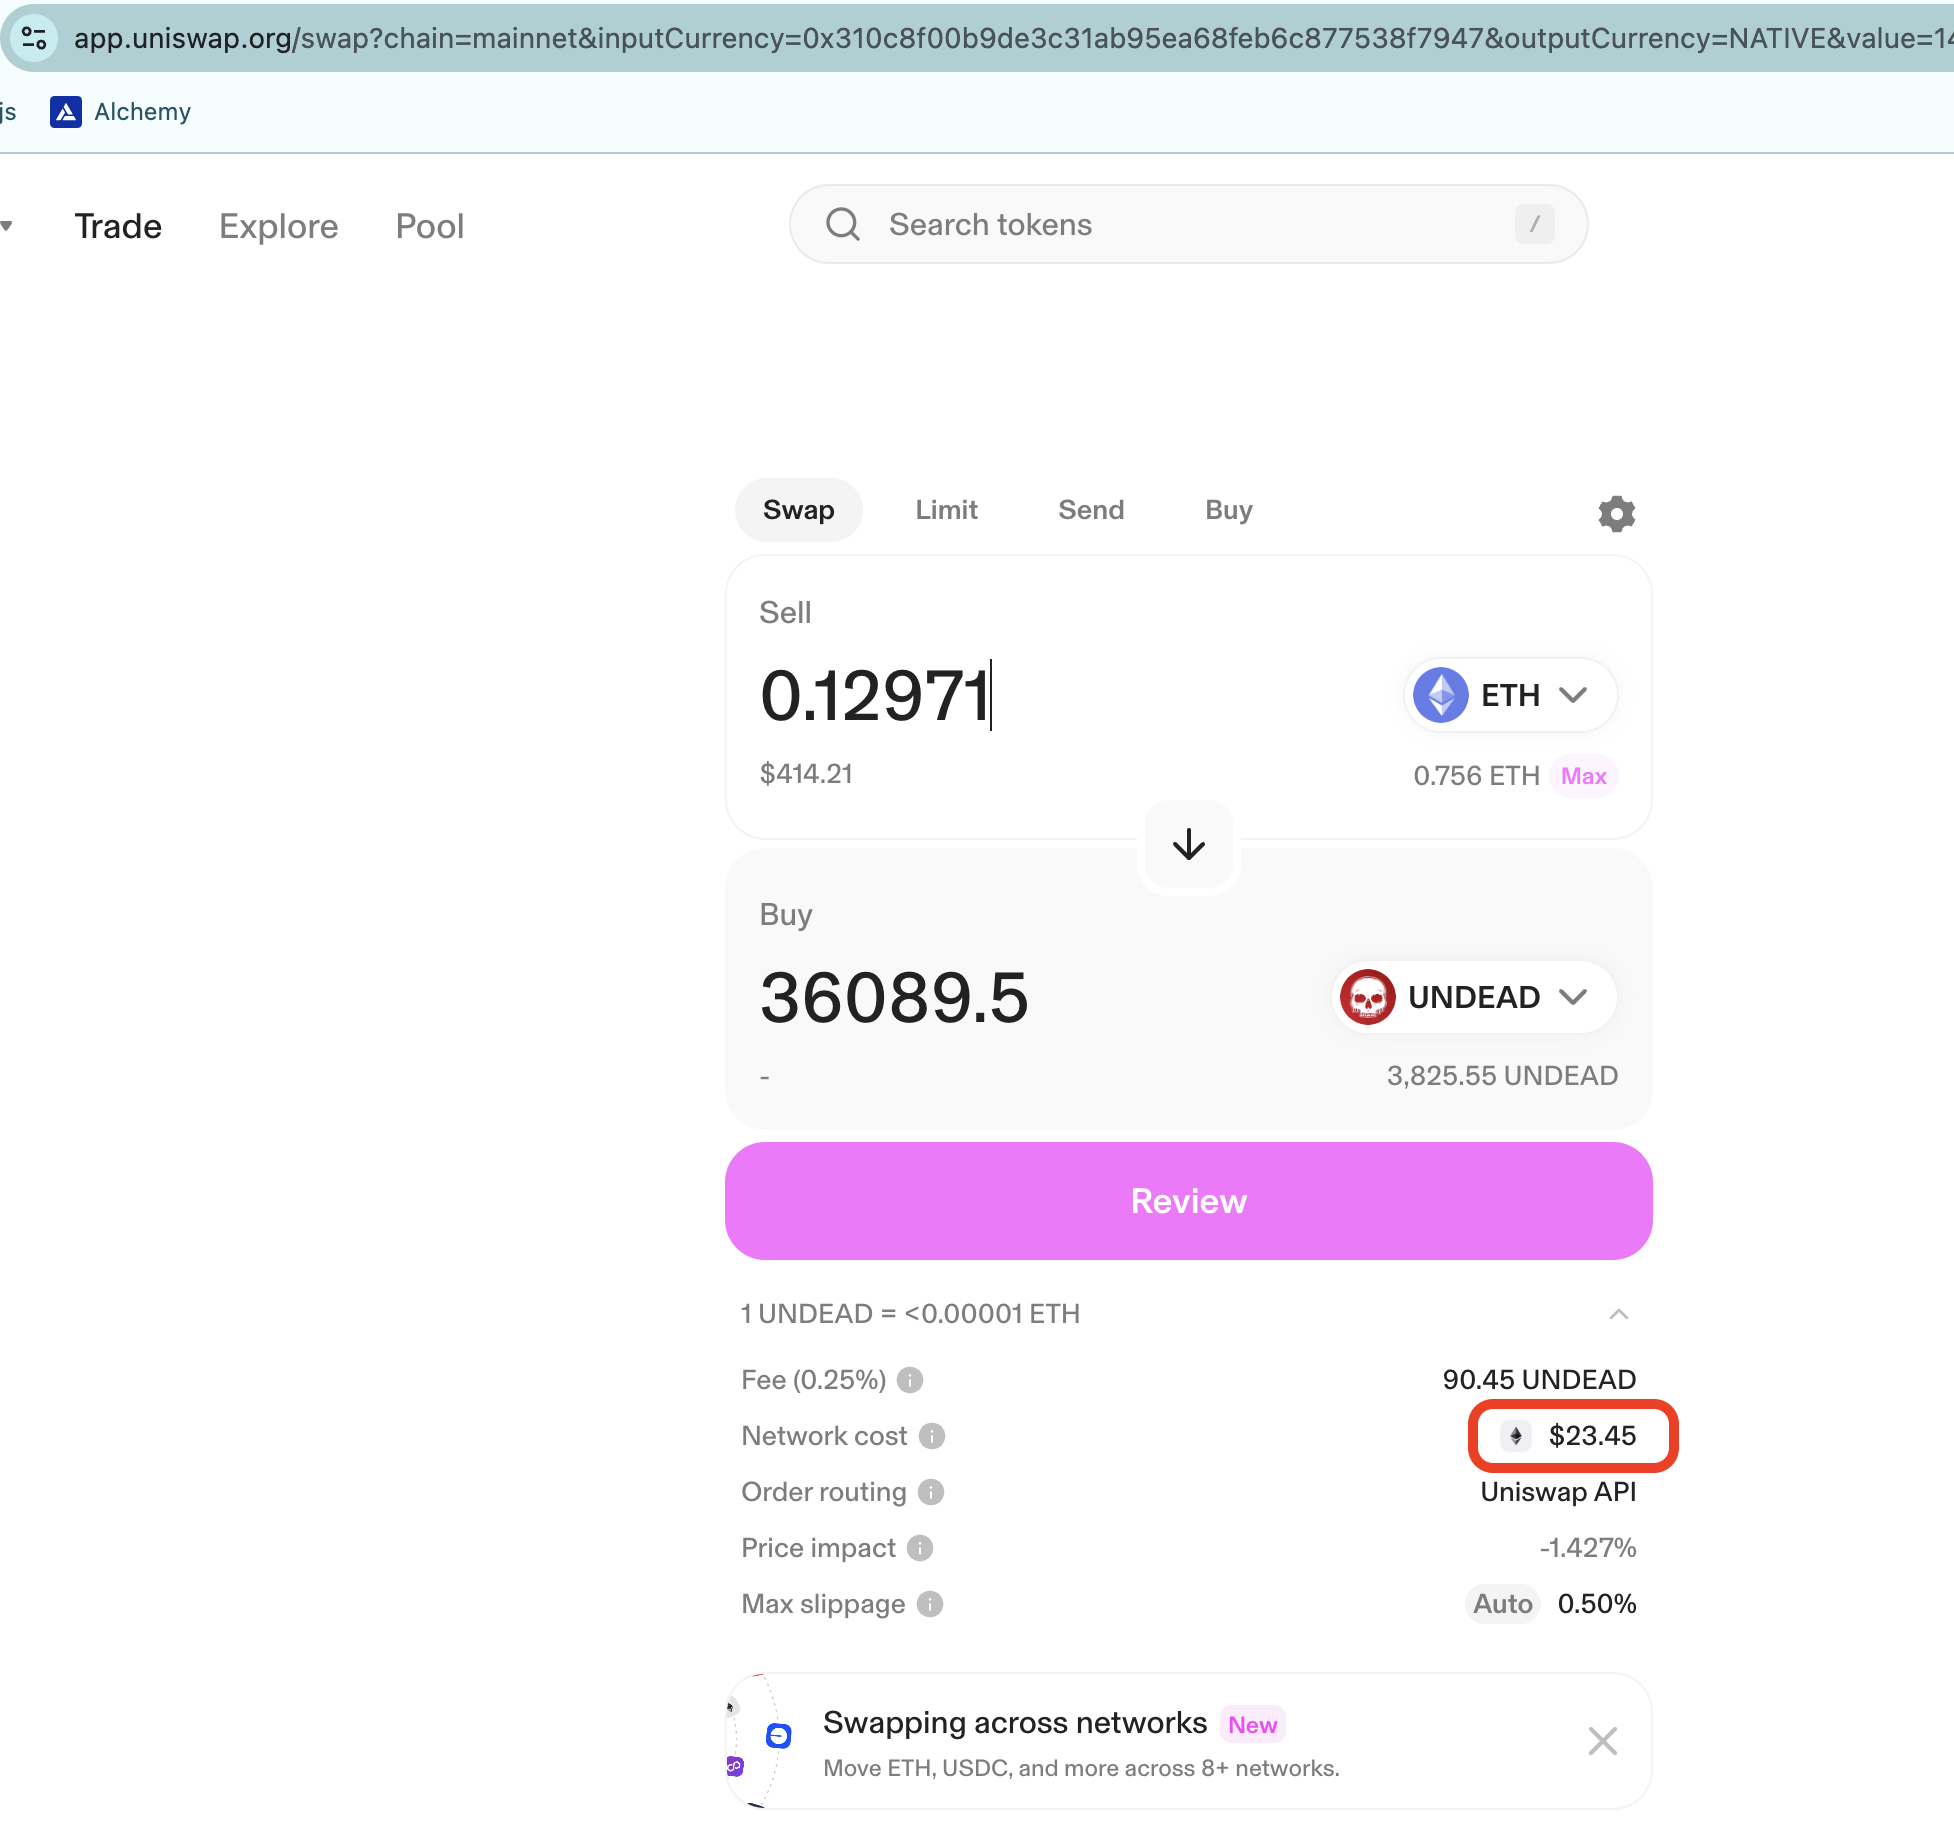 app.uniswap.org/swap?chain=mainnet&inputCurrency=0x310c8f00b9de3c31ab95ea68feb6c877538f7947&outputCurrency=NATIVE&value=14
js Alchemy
Trade Explore Pool Search tokens /
Swap Limit Send Buy
Sell
0.12971 ETH
$414.21 0.756 ETH Max
Buy
36089.5 UNDEAD
- 3,825.55 UNDEAD
Review
1 UNDEAD = <0.00001 ETH
Fee (0.25%) 90.45 UNDEAD
Network cost $23.45
Order routing Uniswap API
Price impact -1.427%
Max slippage Auto 0.50%
Swapping across networks New
Move ETH, USDC, and more across 8+ networks.